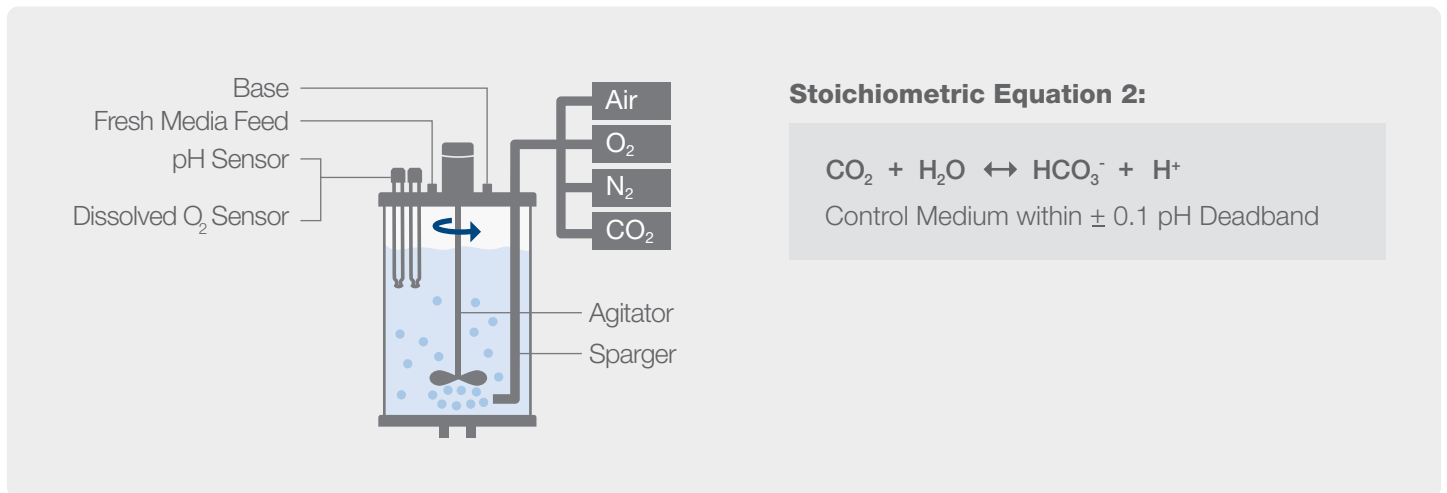 Base
Fresh Media Feed
pH Sensor
Dissolved O₂ Sensor
Air
O₂
N₂
CO₂
Agitator
Sparger
Stoichiometric Equation 2:
CO₂ + H₂O ↔ HCO₃⁻ + H⁺
Control Medium within ± 0.1 pH Deadband